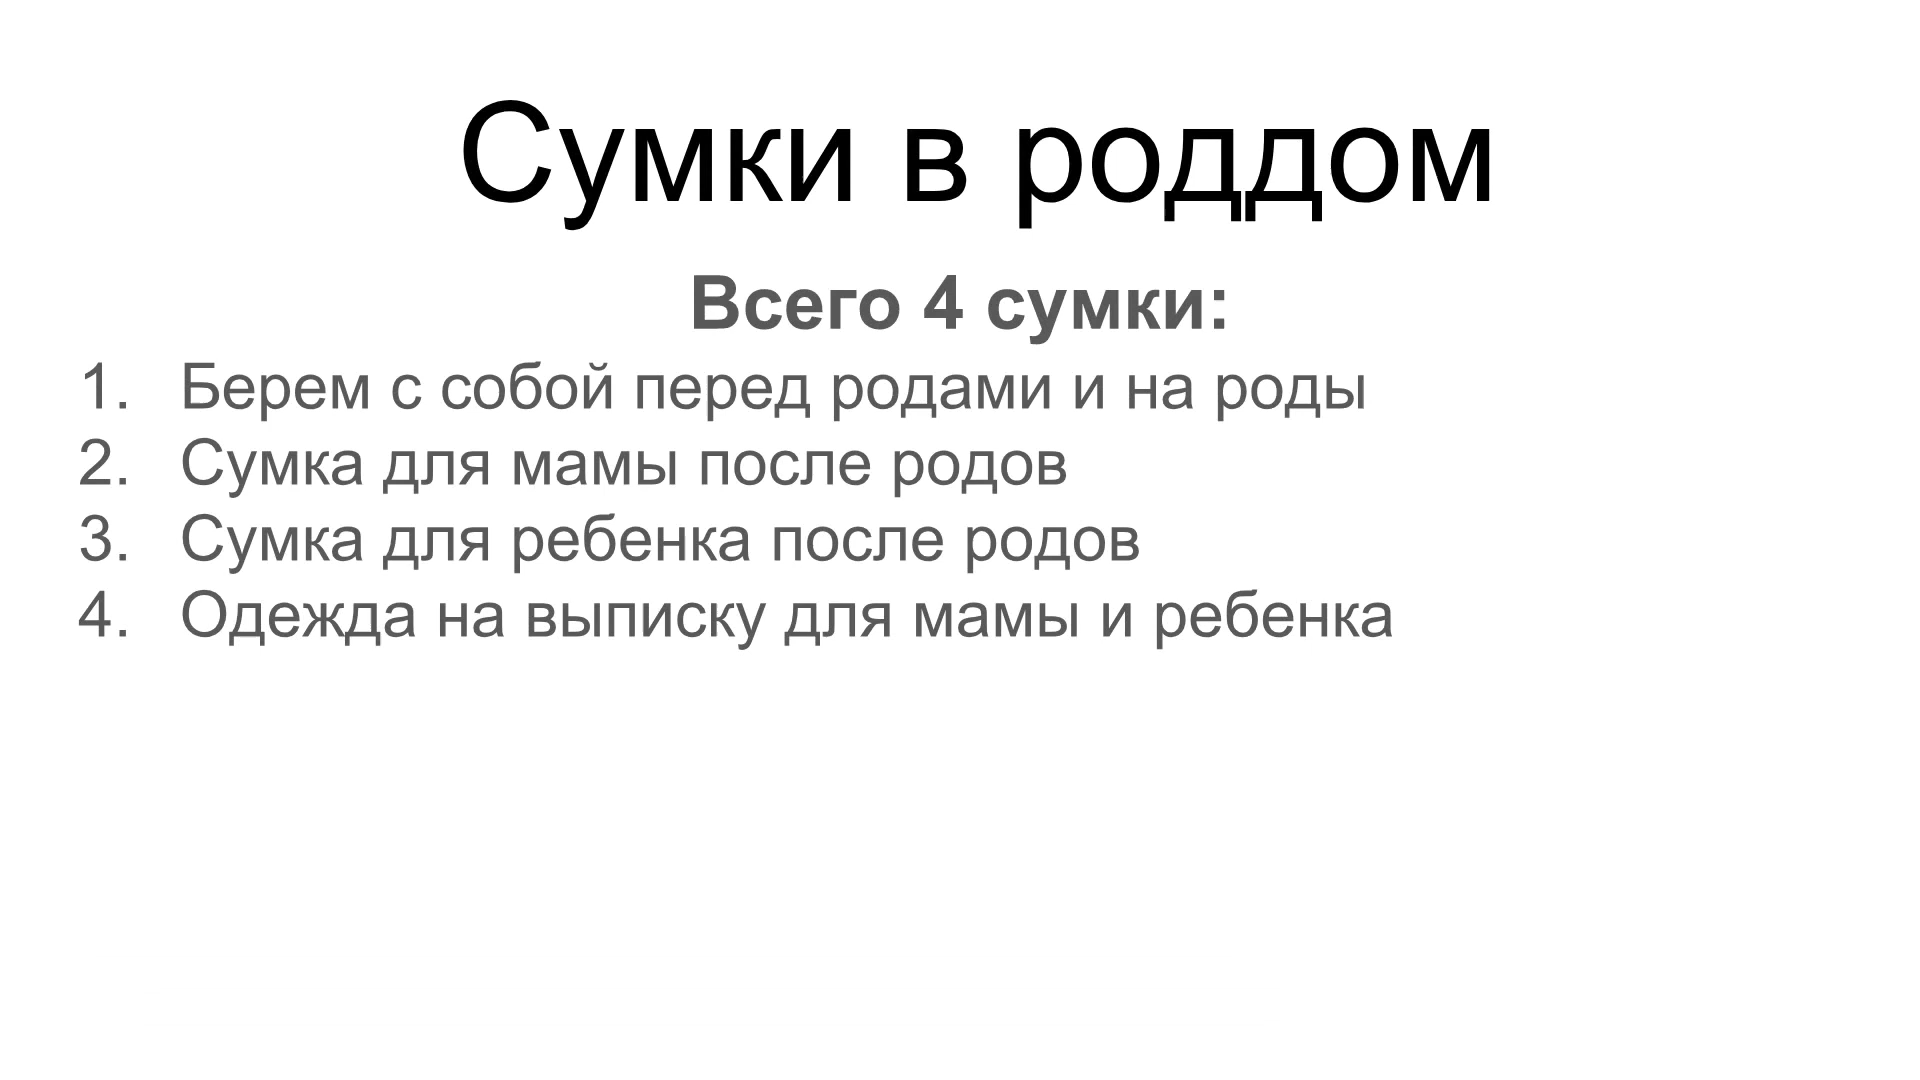 Сумки в роддом
Всего 4 сумки:
1. Берем с собой перед родами и на роды
2. Сумка для мамы после родов
3. Сумка для ребенка после родов
4. Одежда на выписку для мамы и ребенка